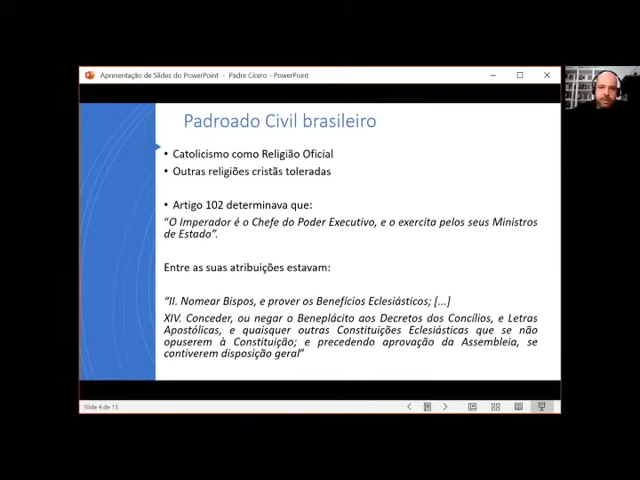 Apresentação de Slides do PowerPoint - Padre Cícero - PowerPoint
Padroado Civil brasileiro
• Catolicismo como Religião Oficial
• Outras religiões cristãs toleradas
• Artigo 102 determinava que:
“O Imperador é o Chefe do Poder Executivo, e o exercita pelos seus Ministros
de Estado”.
Entre as suas atribuições estavam:
“II. Nomear Bispos, e prover os Benefícios Eclesiásticos; [...]
XIV. Conceder, ou negar o Beneplácito aos Decretos dos Concílios, e Letras
Apostólicas, e quaisquer outras Constituições Eclesiásticas que se não
opuserem à Constituição; e precedendo aprovação da Assembleia, se
contiverem disposição geral”
Slide 4 de 15